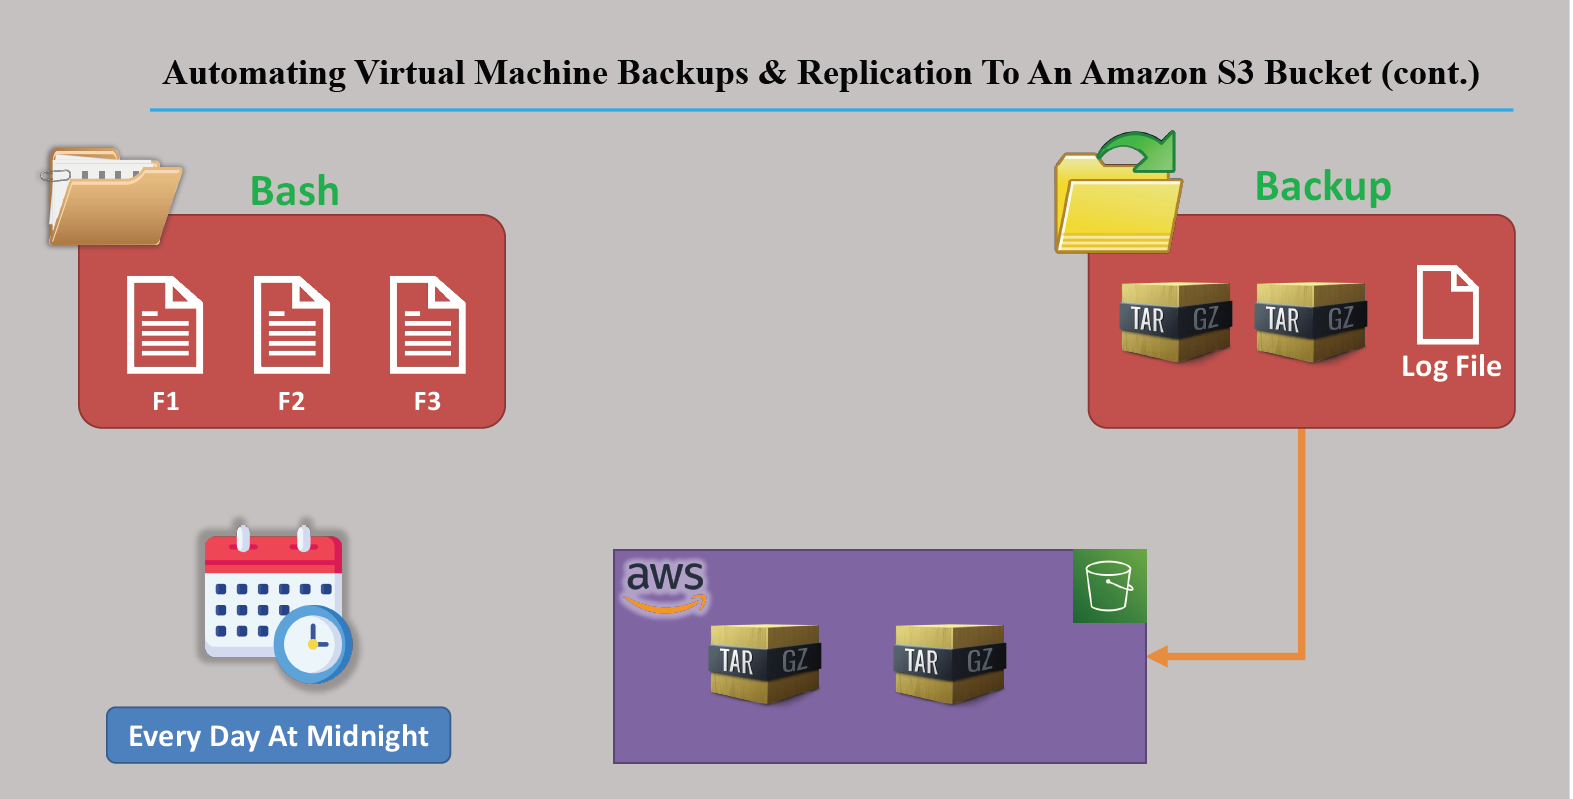 Automating Virtual Machine Backups & Replication To An Amazon S3 Bucket (cont.)
Bash
Backup
F1
F2
F3
TAR GZ
TAR GZ
Log File
aws
TAR GZ
TAR GZ
Every Day At Midnight